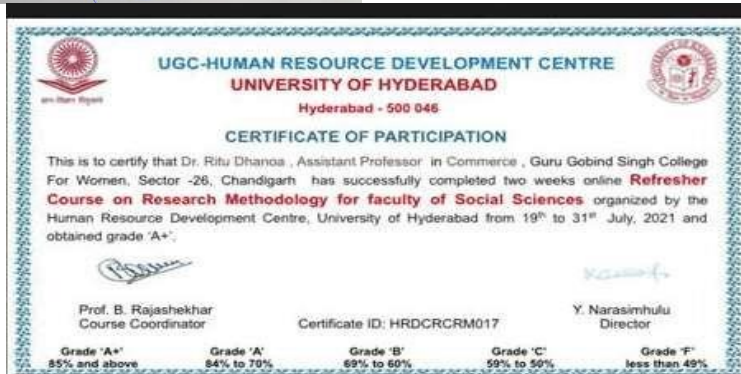 UGC-HUMAN RESOURCE DEVELOPMENT CENTRE
UNIVERSITY OF HYDERABAD
Hyderabad - 500 046
CERTIFICATE OF PARTICIPATION
This is to certify that Dr. Ritu Dhanoa , Assistant Professor in Commerce , Guru Gobind Singh College
For Women, Sector -26, Chandigarh has successfully completed two weeks online Refresher
Course on Research Methodology for faculty of Social Sciences organized by the
Human Resource Development Centre, University of Hyderabad from 19th to 31st July, 2021 and
obtained grade 'A+'.
Prof. B. Rajashekhar Y. Narasimhulu
Course Coordinator Certificate ID: HRDCRCRM017 Director
Grade 'A+' Grade 'A' Grade 'B' Grade 'C' Grade 'F'
85% and above 84% to 70% 69% to 60% 59% to 50% less than 49%